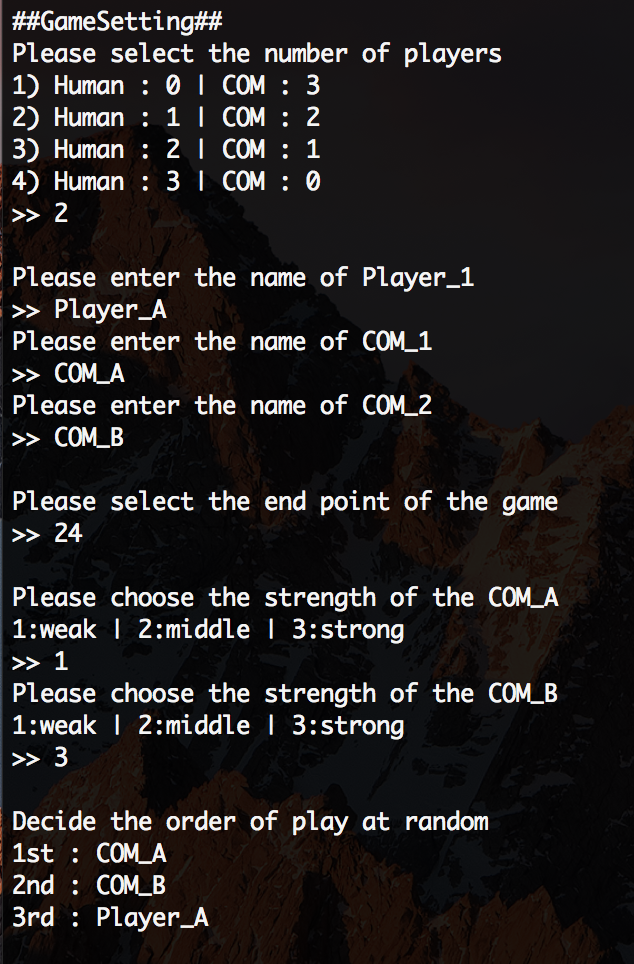 ##GameSetting##
Please select the number of players
1) Human : 0 | COM : 3
2) Human : 1 | COM : 2
3) Human : 2 | COM : 1
4) Human : 3 | COM : 0
>> 2
Please enter the name of Player_1
>> Player_A
Please enter the name of COM_1
>> COM_A
Please enter the name of COM_2
>> COM_B
Please select the end point of the game
>> 24
Please choose the strength of the COM_A
1:weak | 2:middle | 3:strong
>> 1
Please choose the strength of the COM_B
1:weak | 2:middle | 3:strong
>> 3
Decide the order of play at random
1st : COM_A
2nd : COM_B
3rd : Player_A